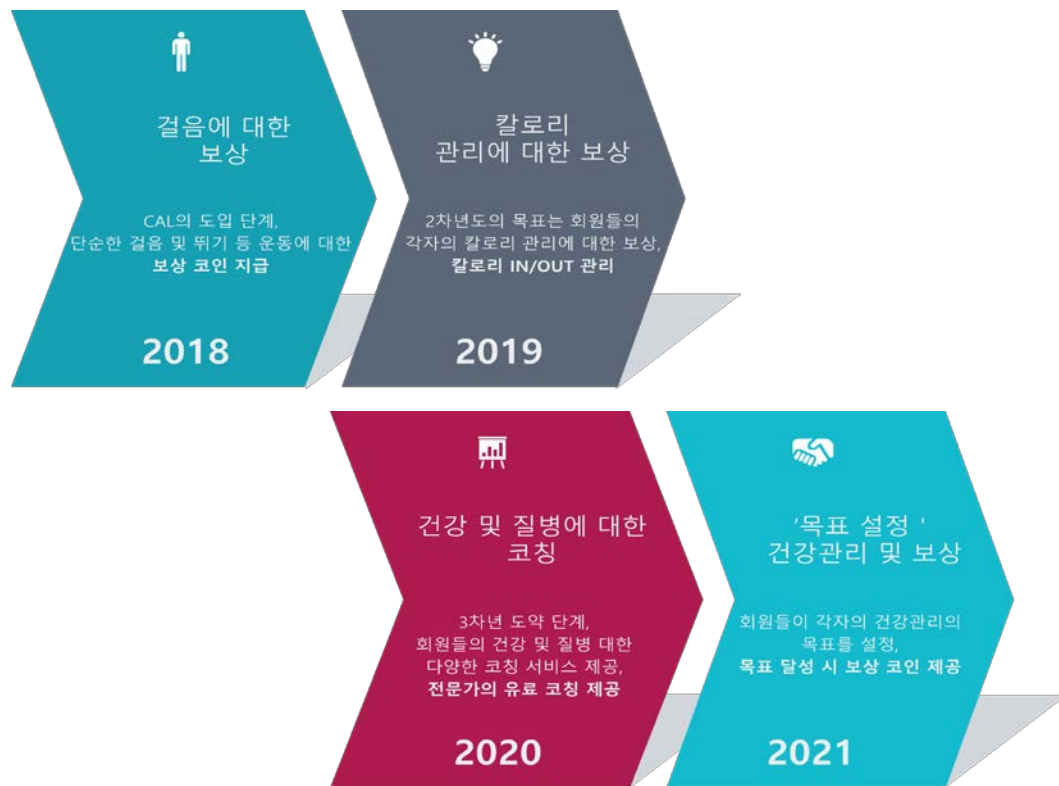 걸음에 대한
보상
CAL의 도입 단계,
단순한 걸음 및 뛰기 등 운동에 대한
보상 코인 지급
2018
칼로리
관리에 대한 보상
2차년도의 목표는 회원들의
각자의 칼로리 관리에 대한 보상,
칼로리 IN/OUT 관리
2019
건강 및 질병에 대한
코칭
3차년 도약 단계,
회원들의 건강 및 질병 대한
다양한 코칭 서비스 제공,
전문가의 유료 코칭 제공
2020
'목표 설정 '
건강관리 및 보상
회원들이 각자의 건강관리의
목표를 설정,
목표 달성 시 보상 코인 제공
2021